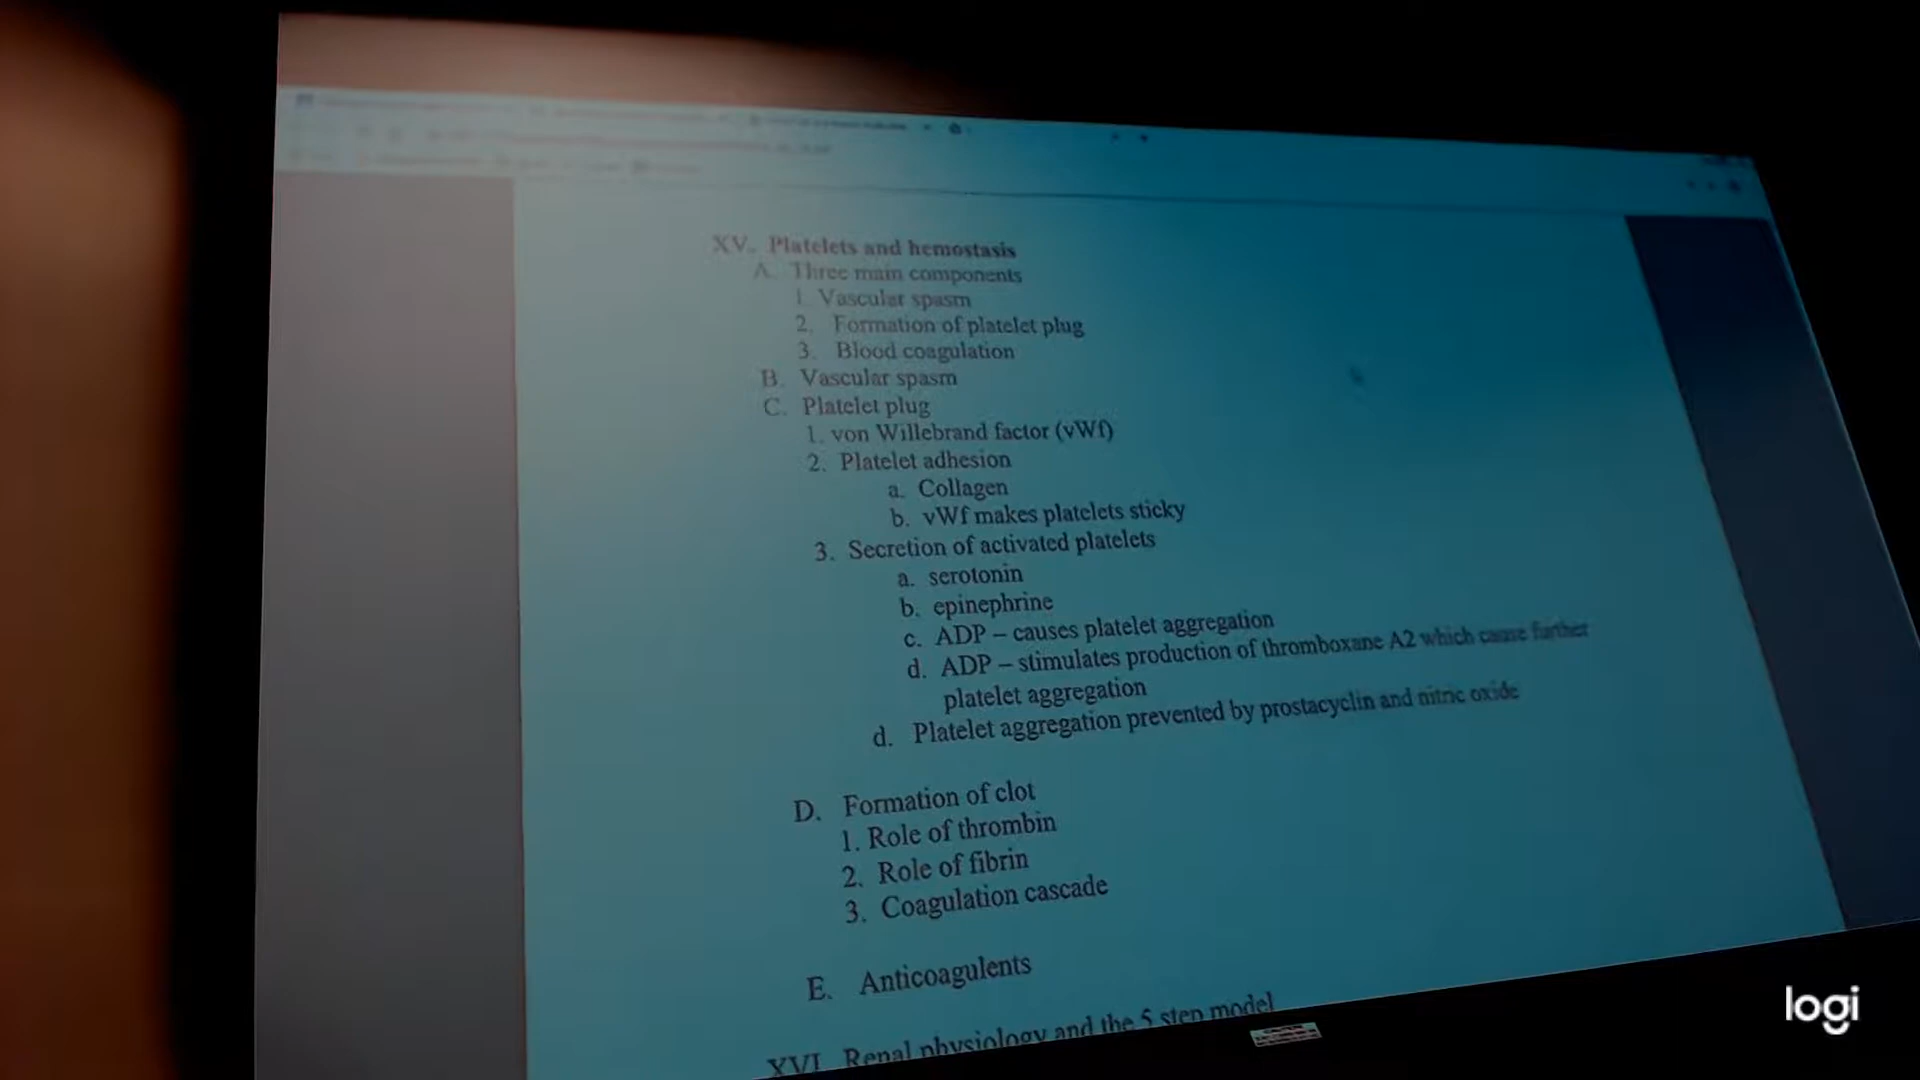 XV. Platelets and hemostasis
A. Three main components
1. Vascular spasm
2. Formation of platelet plug
3. Blood coagulation
B. Vascular spasm
C. Platelet plug
1. von Willebrand factor (vWf)
2. Platelet adhesion
a. Collagen
b. vWf makes platelets sticky
3. Secretion of activated platelets
a. serotonin
b. epinephrine
c. ADP – causes platelet aggregation
d. ADP – stimulates production of thromboxane A2 which cause further
platelet aggregation
d. Platelet aggregation prevented by prostacyclin and nitric oxide
D. Formation of clot
1. Role of thrombin
2. Role of fibrin
3. Coagulation cascade
E. Anticoagulents
XVI. Renal physiology and the 5 step model
logi